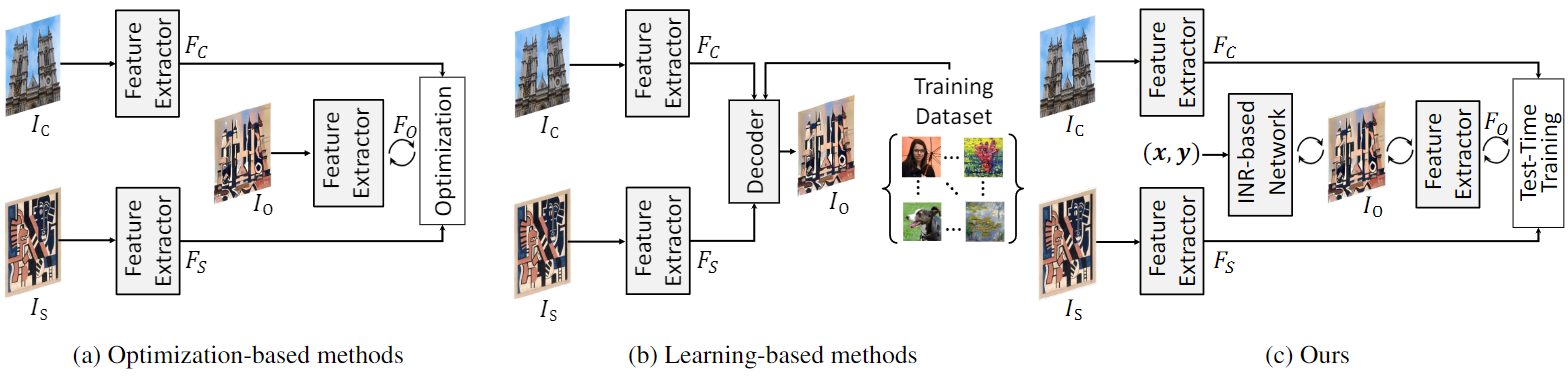 Feature Extractor
F_C
I_C
Feature Extractor
F_O
I_O
Optimization
Feature Extractor
F_S
I_S
(a) Optimization-based methods
Feature Extractor
F_C
I_C
Decoder
I_O
Training
Dataset
Feature Extractor
F_S
I_S
(b) Learning-based methods
Feature Extractor
F_C
I_C
(x, y)
INR-based
Network
I_O
Feature Extractor
F_O
Test-Time
Training
Feature Extractor
F_S
I_S
(c) Ours